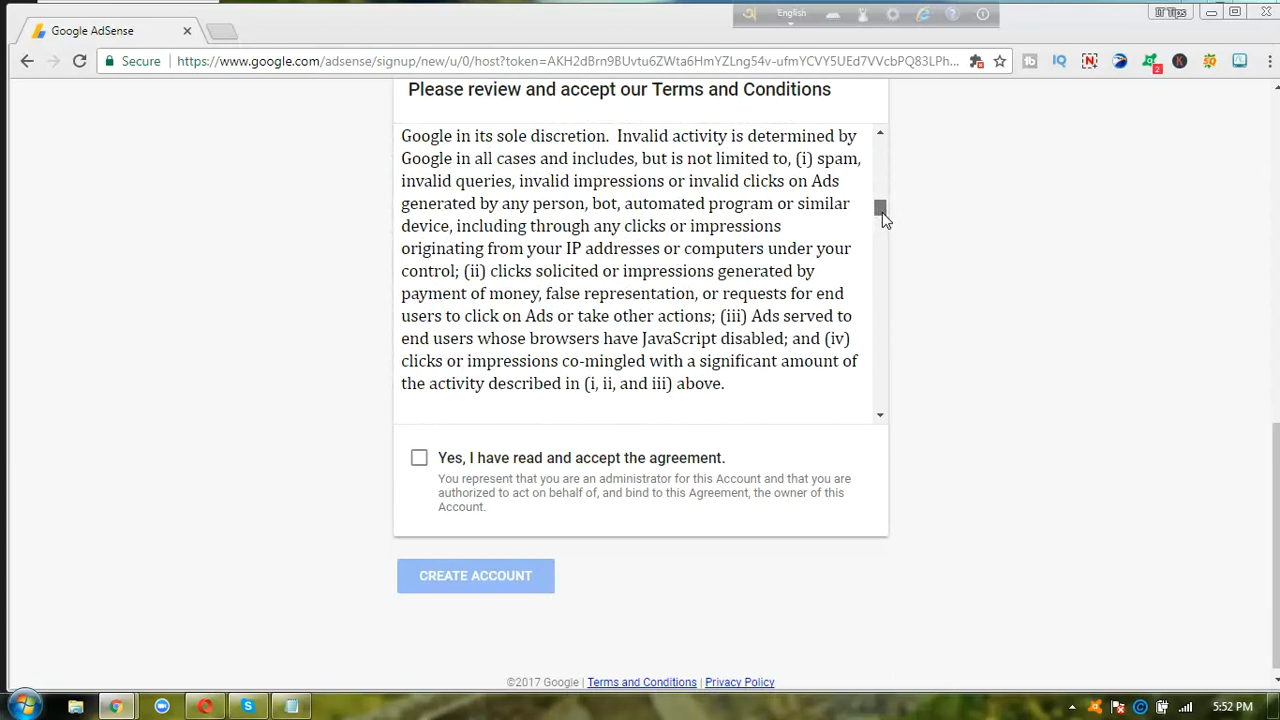 English
IT Tips
Google AdSense
Secure
https://www.google.com/adsense/signup/new/u/0/host?token=AKH2dBrn9BUvtu6ZWta6HmYZLng54v-ufmYCVY5UEd7VVcbPQ83LPh...
Please review and accept our Terms and Conditions
Google in its sole discretion.  Invalid activity is determined by
Google in all cases and includes, but is not limited to, (i) spam,
invalid queries, invalid impressions or invalid clicks on Ads
generated by any person, bot, automated program or similar
device, including through any clicks or impressions
originating from your IP addresses or computers under your
control; (ii) clicks solicited or impressions generated by
payment of money, false representation, or requests for end
users to click on Ads or take other actions; (iii) Ads served to
end users whose browsers have JavaScript disabled; and (iv)
clicks or impressions co-mingled with a significant amount of
the activity described in (i, ii, and iii) above.
Yes, I have read and accept the agreement.
You represent that you are an administrator for this Account and that you are
authorized to act on behalf of, and bind to this Agreement, the owner of this
Account.
CREATE ACCOUNT
©2017 Google | Terms and Conditions | Privacy Policy
5:52 PM